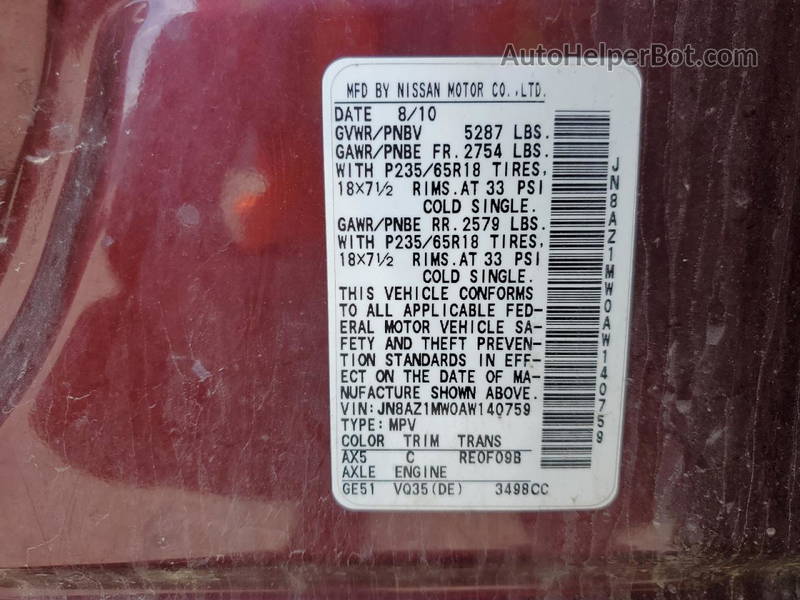 AutoHelperBot.com
MFD BY NISSAN MOTOR CO.,LTD.
DATE 8/10
GVWR/PNBV 5287 LBS.
GAWR/PNBE FR.2754 LBS.
WITH P235/65R18 TIRES,
18×7½ RIMS.AT 33 PSI
COLD SINGLE.
GAWR/PNBE RR.2579 LBS.
WITH P235/65R18 TIRES,
18×7½ RIMS.AT 33 PSI
COLD SINGLE.
THIS VEHICLE CONFORMS
TO ALL APPLICABLE FED-
ERAL MOTOR VEHICLE SA-
FETY AND THEFT PREVEN-
TION STANDARDS IN EFF-
ECT ON THE DATE OF MA-
NUFACTURE SHOWN ABOVE.
VIN:JN8AZ1MW0AW140759
TYPE:MPV
COLOR TRIM TRANS
AX5 C RE0F09B
AXLE ENGINE
GE51 VQ35(DE) 3498CC
JN8AZ1MW0AW140759